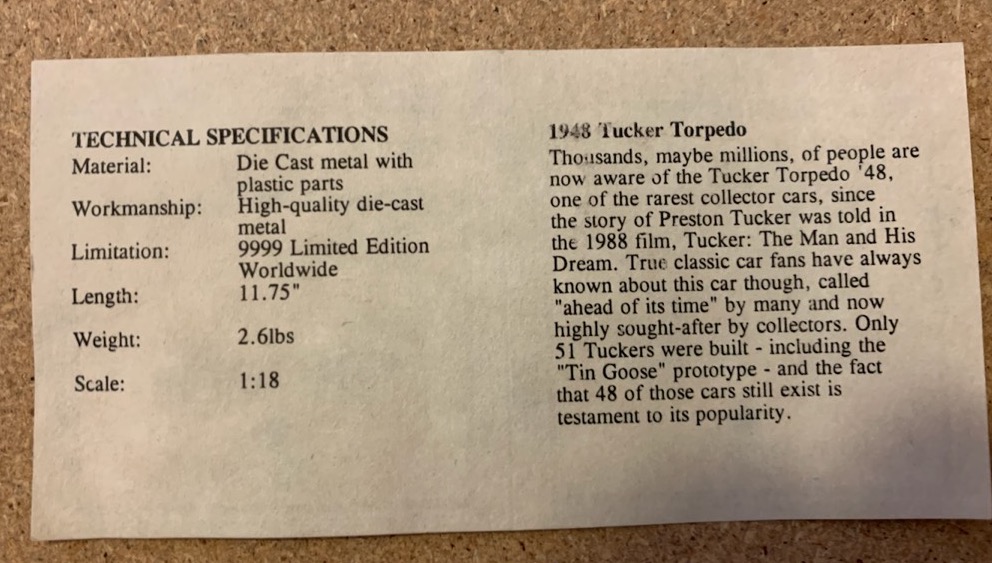 TECHNICAL SPECIFICATIONS
Material: Die Cast metal with
plastic parts
Workmanship: High-quality die-cast
metal
Limitation: 9999 Limited Edition
Worldwide
Length: 11.75"
Weight: 2.6lbs
Scale: 1:18
1948 Tucker Torpedo
Thousands, maybe millions, of people are
now aware of the Tucker Torpedo '48,
one of the rarest collector cars, since
the story of Preston Tucker was told in
the 1988 film, Tucker: The Man and His
Dream. True classic car fans have always
known about this car though, called
"ahead of its time" by many and now
highly sought-after by collectors. Only
51 Tuckers were built - including the
"Tin Goose" prototype - and the fact
that 48 of those cars still exist is
testament to its popularity.